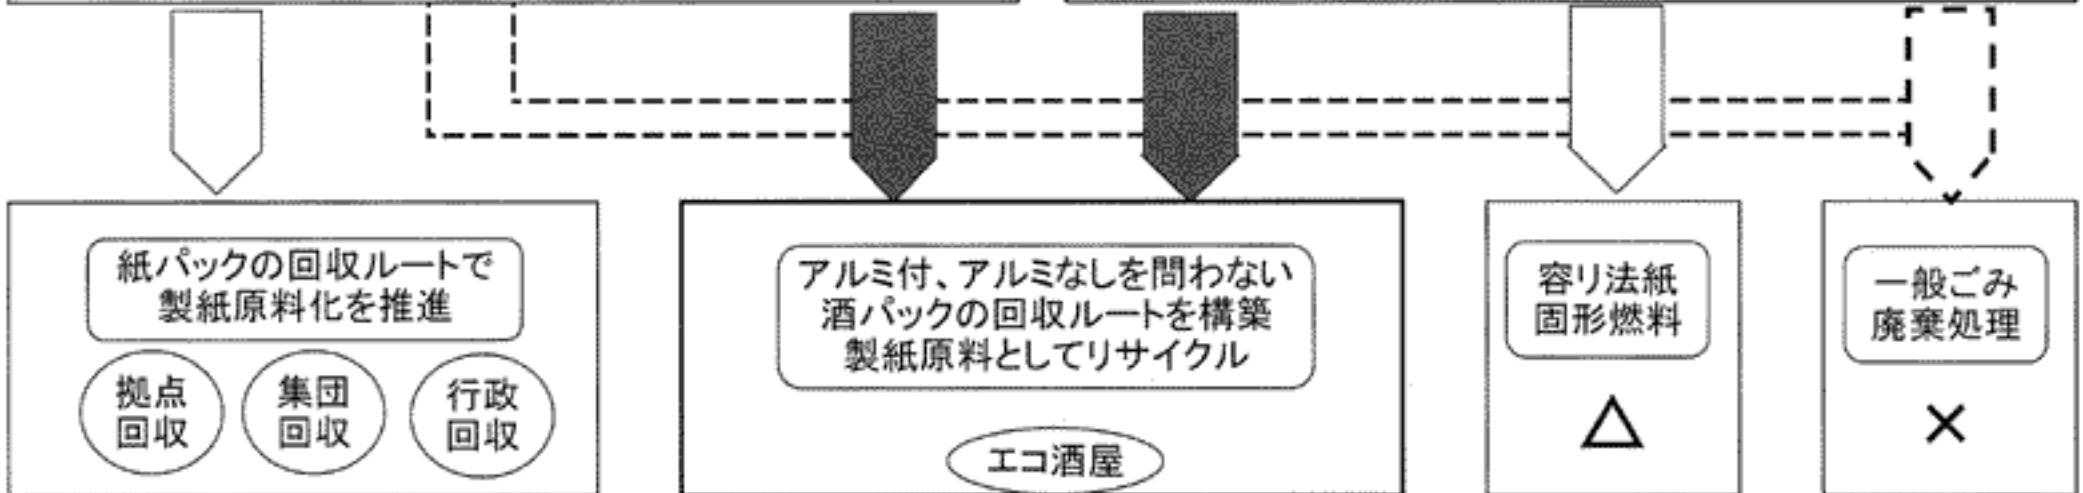 紙パックの回収ルートで
製紙原料化を推進
拠点
回収
集団
回収
行政
回収
アルミ付、アルミなしを問わない
酒パックの回収ルートを構築
製紙原料としてリサイクル
エコ酒屋
容リ法紙
固形燃料
△
一般ごみ
廃棄処理
×